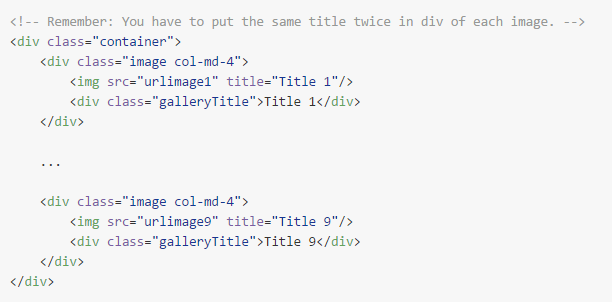 <!-- Remember: You have to put the same title twice in div of each image. -->
<div class="container">
    <div class="image col-md-4">
        <img src="urlimage1" title="Title 1"/>
        <div class="galleryTitle">Title 1</div>
    </div>

    ...

    <div class="image col-md-4">
        <img src="urlimage9" title="Title 9"/>
        <div class="galleryTitle">Title 9</div>
    </div>
</div>